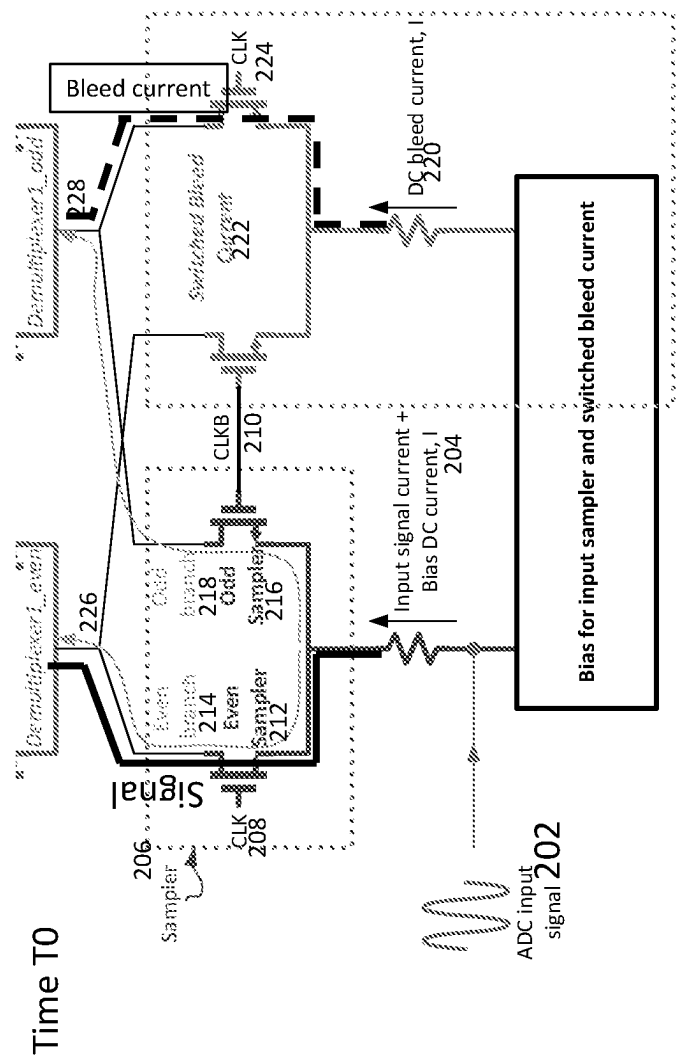 Time T0
Demultiplexer1_even
Demultiplexer1_odd
226
228
Bleed current
Signal
Sampler
206
CLK
208
Even
branch
214
Even
Sampler
212
Odd
branch
218
Odd
Sampler
216
CLKB
210
Switched Bleed
Current
222
CLK
224
Input signal current +
Bias DC current, I
204
DC bleed current, I
220
ADC input
signal 202
Bias for input sampler and switched bleed current